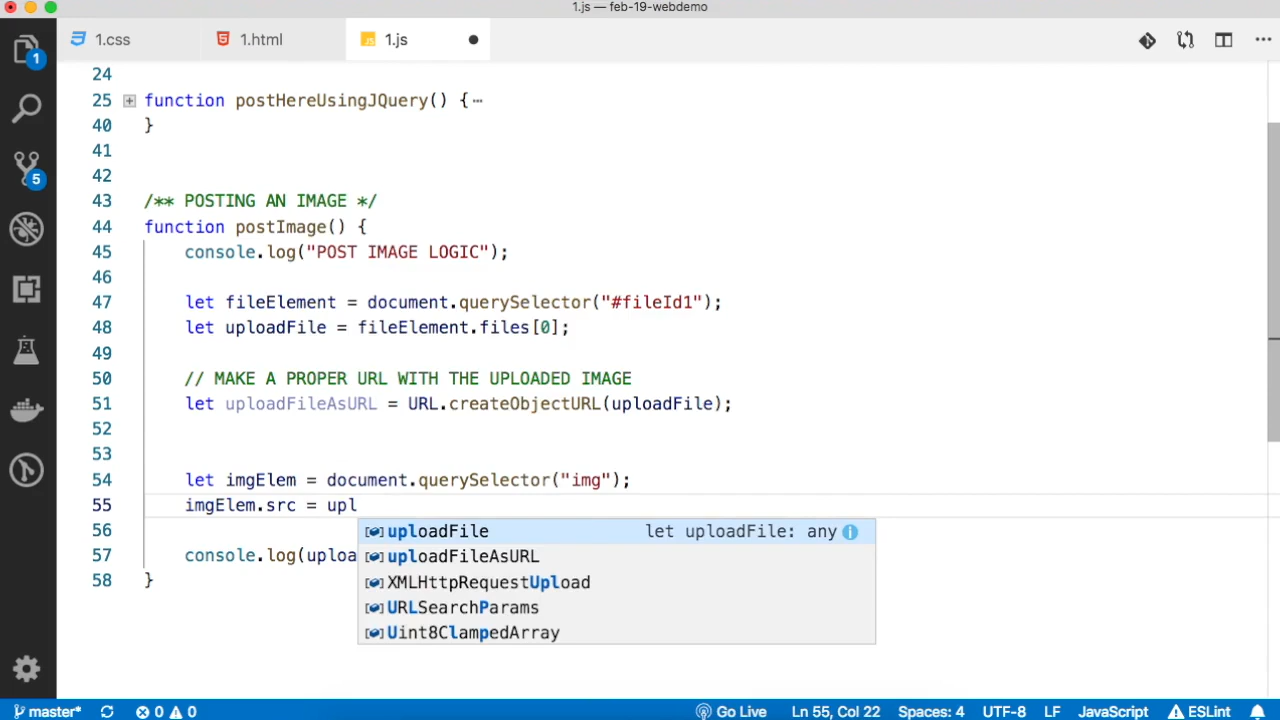 1.js — feb-19-webdemo
1.css
1.html
1.js
1
5
24
25 function postHereUsingJQuery() {⋯
40 }
41
42
43 /** POSTING AN IMAGE */
44 function postImage() {
45 console.log("POST IMAGE LOGIC");
46
47 let fileElement = document.querySelector("#fileId1");
48 let uploadFile = fileElement.files[0];
49
50 // MAKE A PROPER URL WITH THE UPLOADED IMAGE
51 let uploadFileAsURL = URL.createObjectURL(uploadFile);
52
53
54 let imgElem = document.querySelector("img");
55 imgElem.src = upl
56
uploadFile let uploadFile: any
57 console.log(uploa
uploadFileAsURL
58 }
XMLHttpRequestUpload
URLSearchParams
Uint8ClampedArray
master* 0 0 Go Live Ln 55, Col 22 Spaces: 4 UTF-8 LF JavaScript ESLint